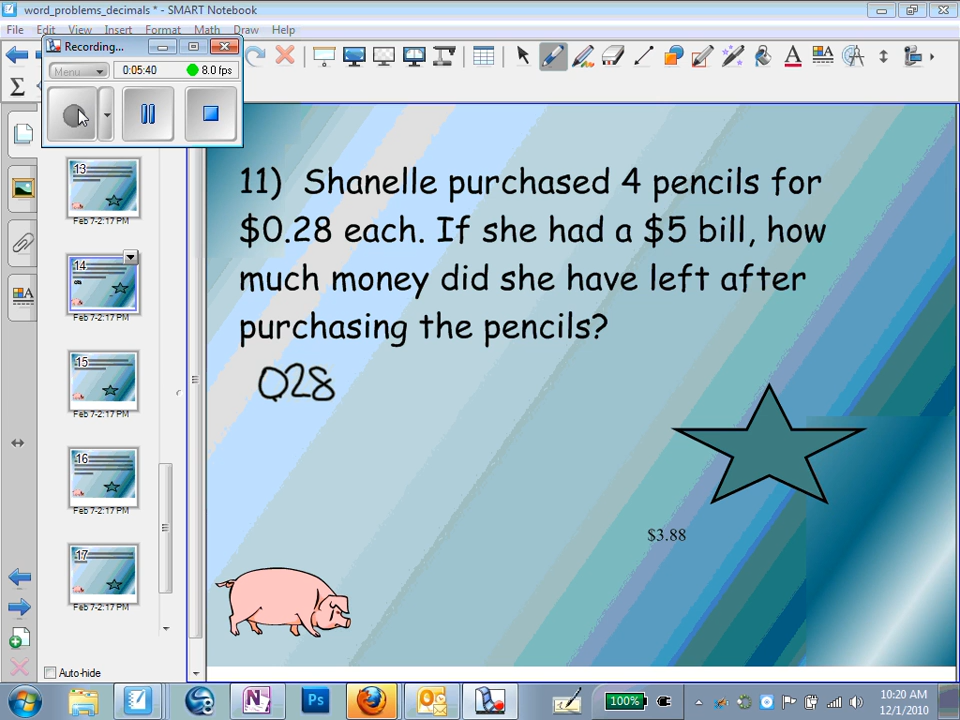 word_problems_decimals * - SMART Notebook
File Edit View Insert Format Math Draw Help
Recording...
Menu 0:05:40 8.0 fps
Σ
A
13
Feb 7-2:17 PM
14
Feb 7-2:17 PM
15
Feb 7-2:17 PM
16
Feb 7-2:17 PM
17
Feb 7-2:17 PM
11) Shanelle purchased 4 pencils for
$0.28 each. If she had a $5 bill, how
much money did she have left after
purchasing the pencils?
0.28
$3.88
Auto-hide
N
Ps
100%
10:20 AM
12/1/2010